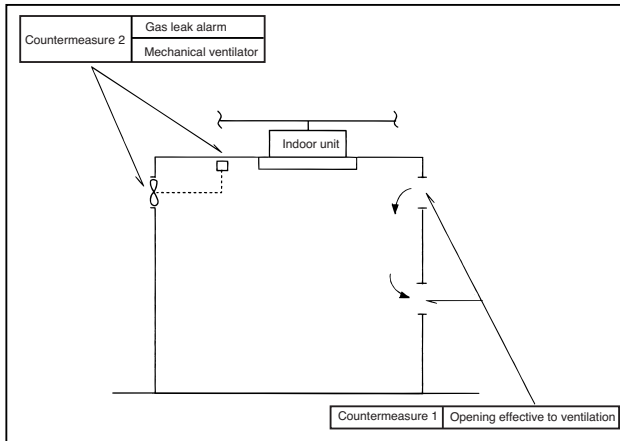 Countermeasure 2
Gas leak alarm
Mechanical ventilator
Indoor unit
Countermeasure 1
Opening effective to ventilation